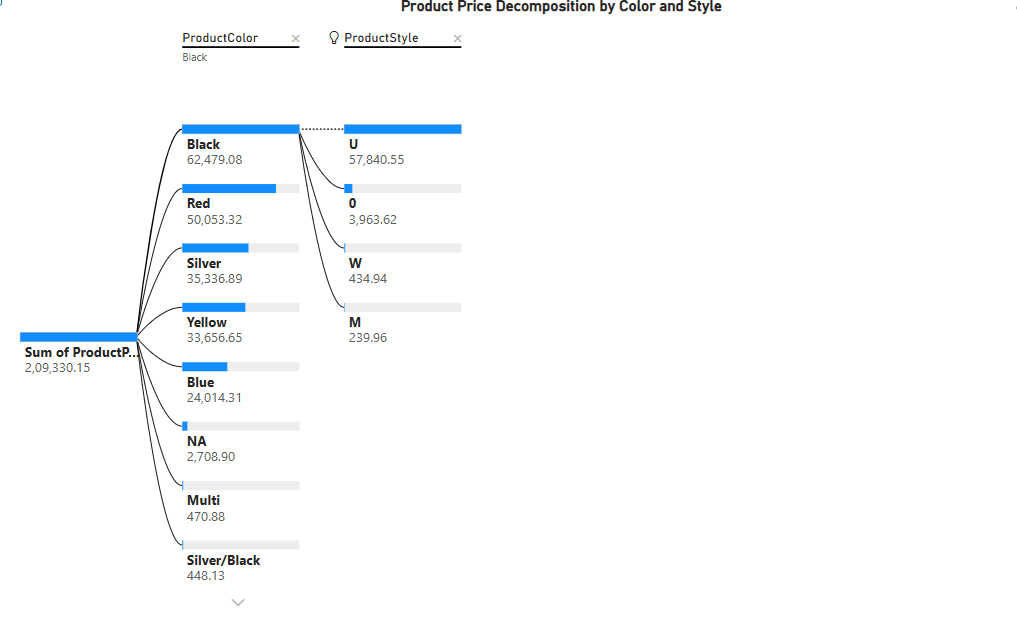 Product Price Decomposition by Color and Style
ProductColor
Black
ProductStyle
Black
62,479.08
Red
50,053.32
Silver
35,336.89
Yellow
33,656.65
Blue
24,014.31
NA
2,708.90
Multi
470.88
Silver/Black
448.13
U
57,840.55
0
3,963.62
W
434.94
M
239.96
Sum of ProductP...
2,09,330.15